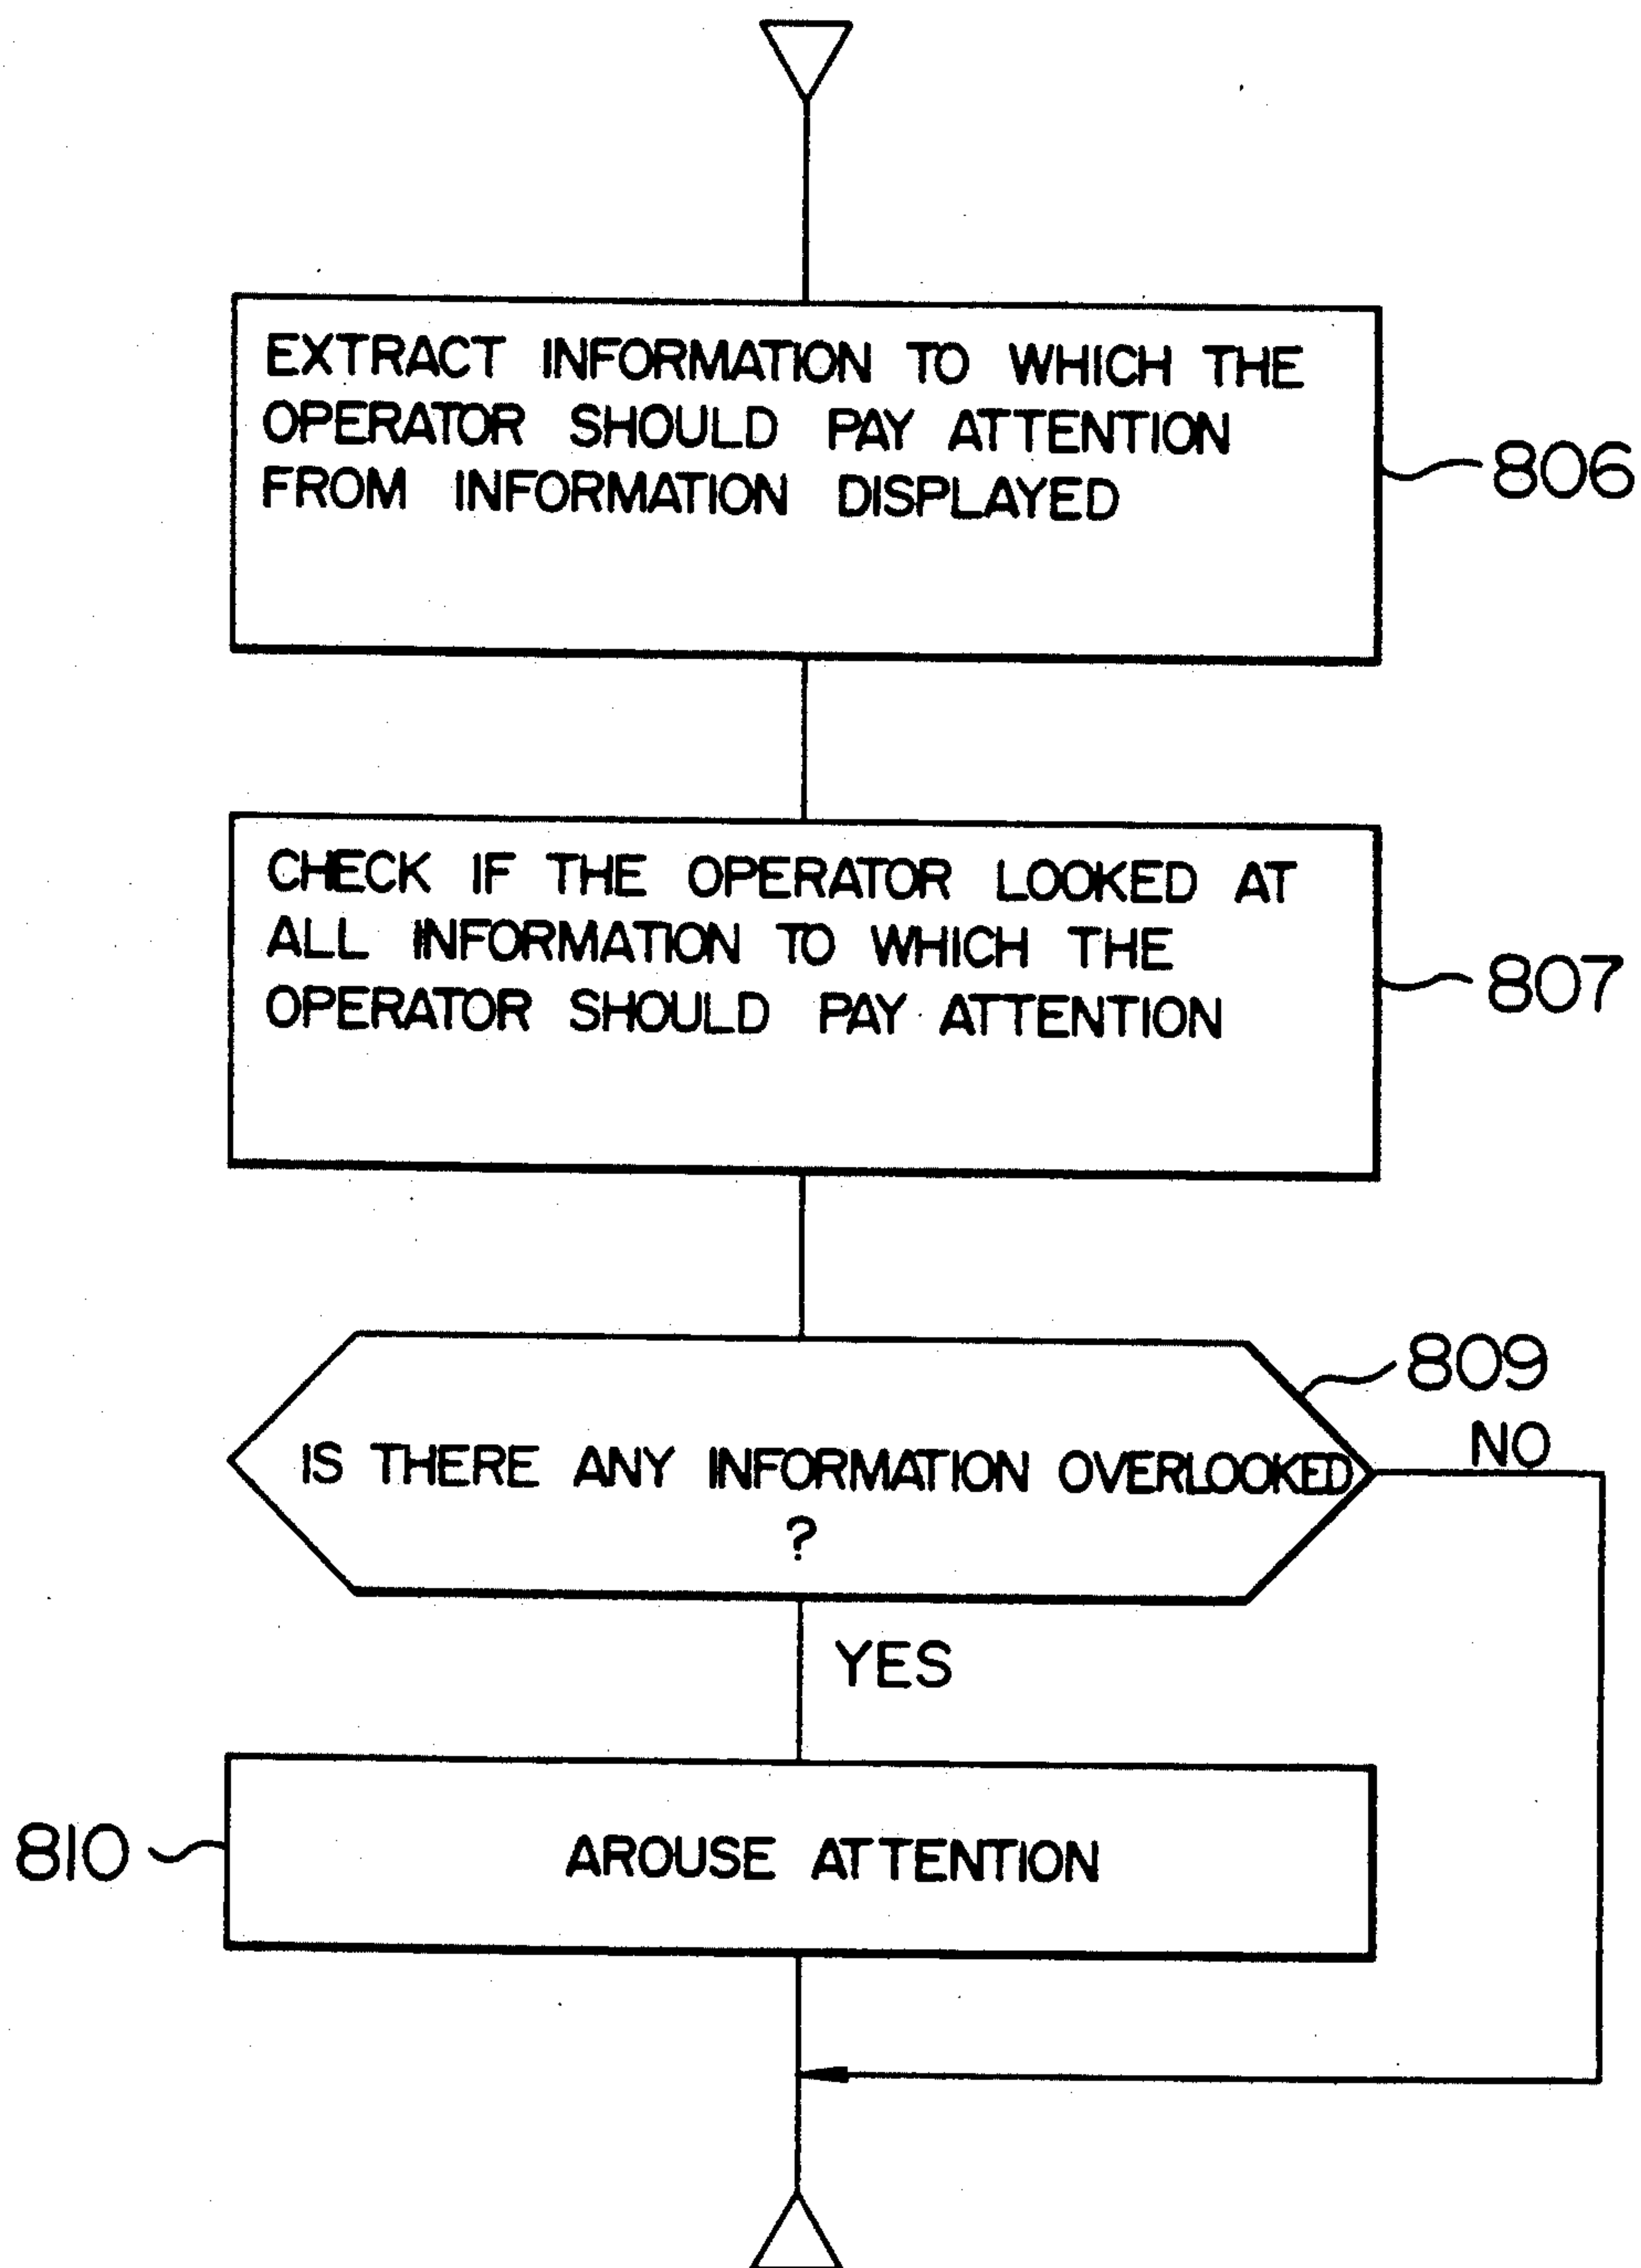 EXTRACT INFORMATION TO WHICH THE
OPERATOR SHOULD PAY ATTENTION
FROM INFORMATION DISPLAYED
806
CHECK IF THE OPERATOR LOOKED AT
ALL INFORMATION TO WHICH THE
OPERATOR SHOULD PAY ATTENTION
807
809
NO
IS THERE ANY INFORMATION OVERLOOKED
?
YES
810
AROUSE ATTENTION